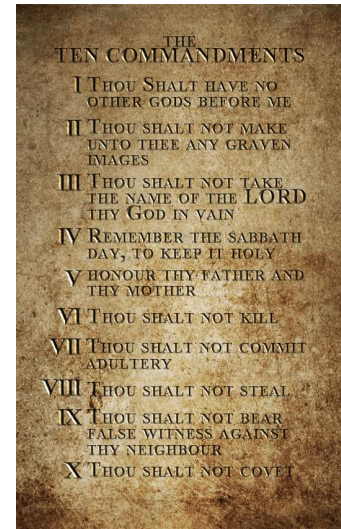 THE
TEN COMMANDMENTS
I THOU SHALT HAVE NO
OTHER GODS BEFORE ME
II THOU SHALT NOT MAKE
UNTO THEE ANY GRAVEN
IMAGES
III THOU SHALT NOT TAKE
THE NAME OF THE LORD
THY GOD IN VAIN
IV REMEMBER THE SABBATH
DAY, TO KEEP IT HOLY
V HONOUR THY FATHER AND
THY MOTHER
VI THOU SHALT NOT KILL
VII THOU SHALT NOT COMMIT
ADULTERY
VIII THOU SHALT NOT STEAL
IX THOU SHALT NOT BEAR
FALSE WITNESS AGAINST
THY NEIGHBOUR
X THOU SHALT NOT COVET